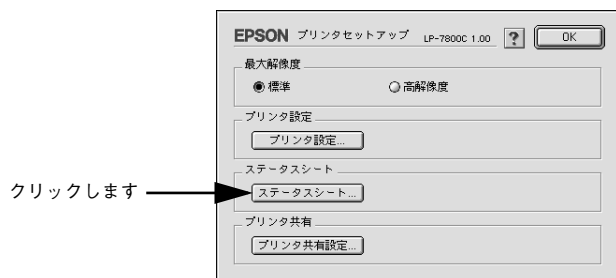 EPSON プリンタセットアップ LP-7800C 1.00 ? OK
最大解像度
標準 高解像度
プリンタ設定
プリンタ設定...
ステータスシート
クリックします ステータスシート...
プリンタ共有
プリンタ共有設定...